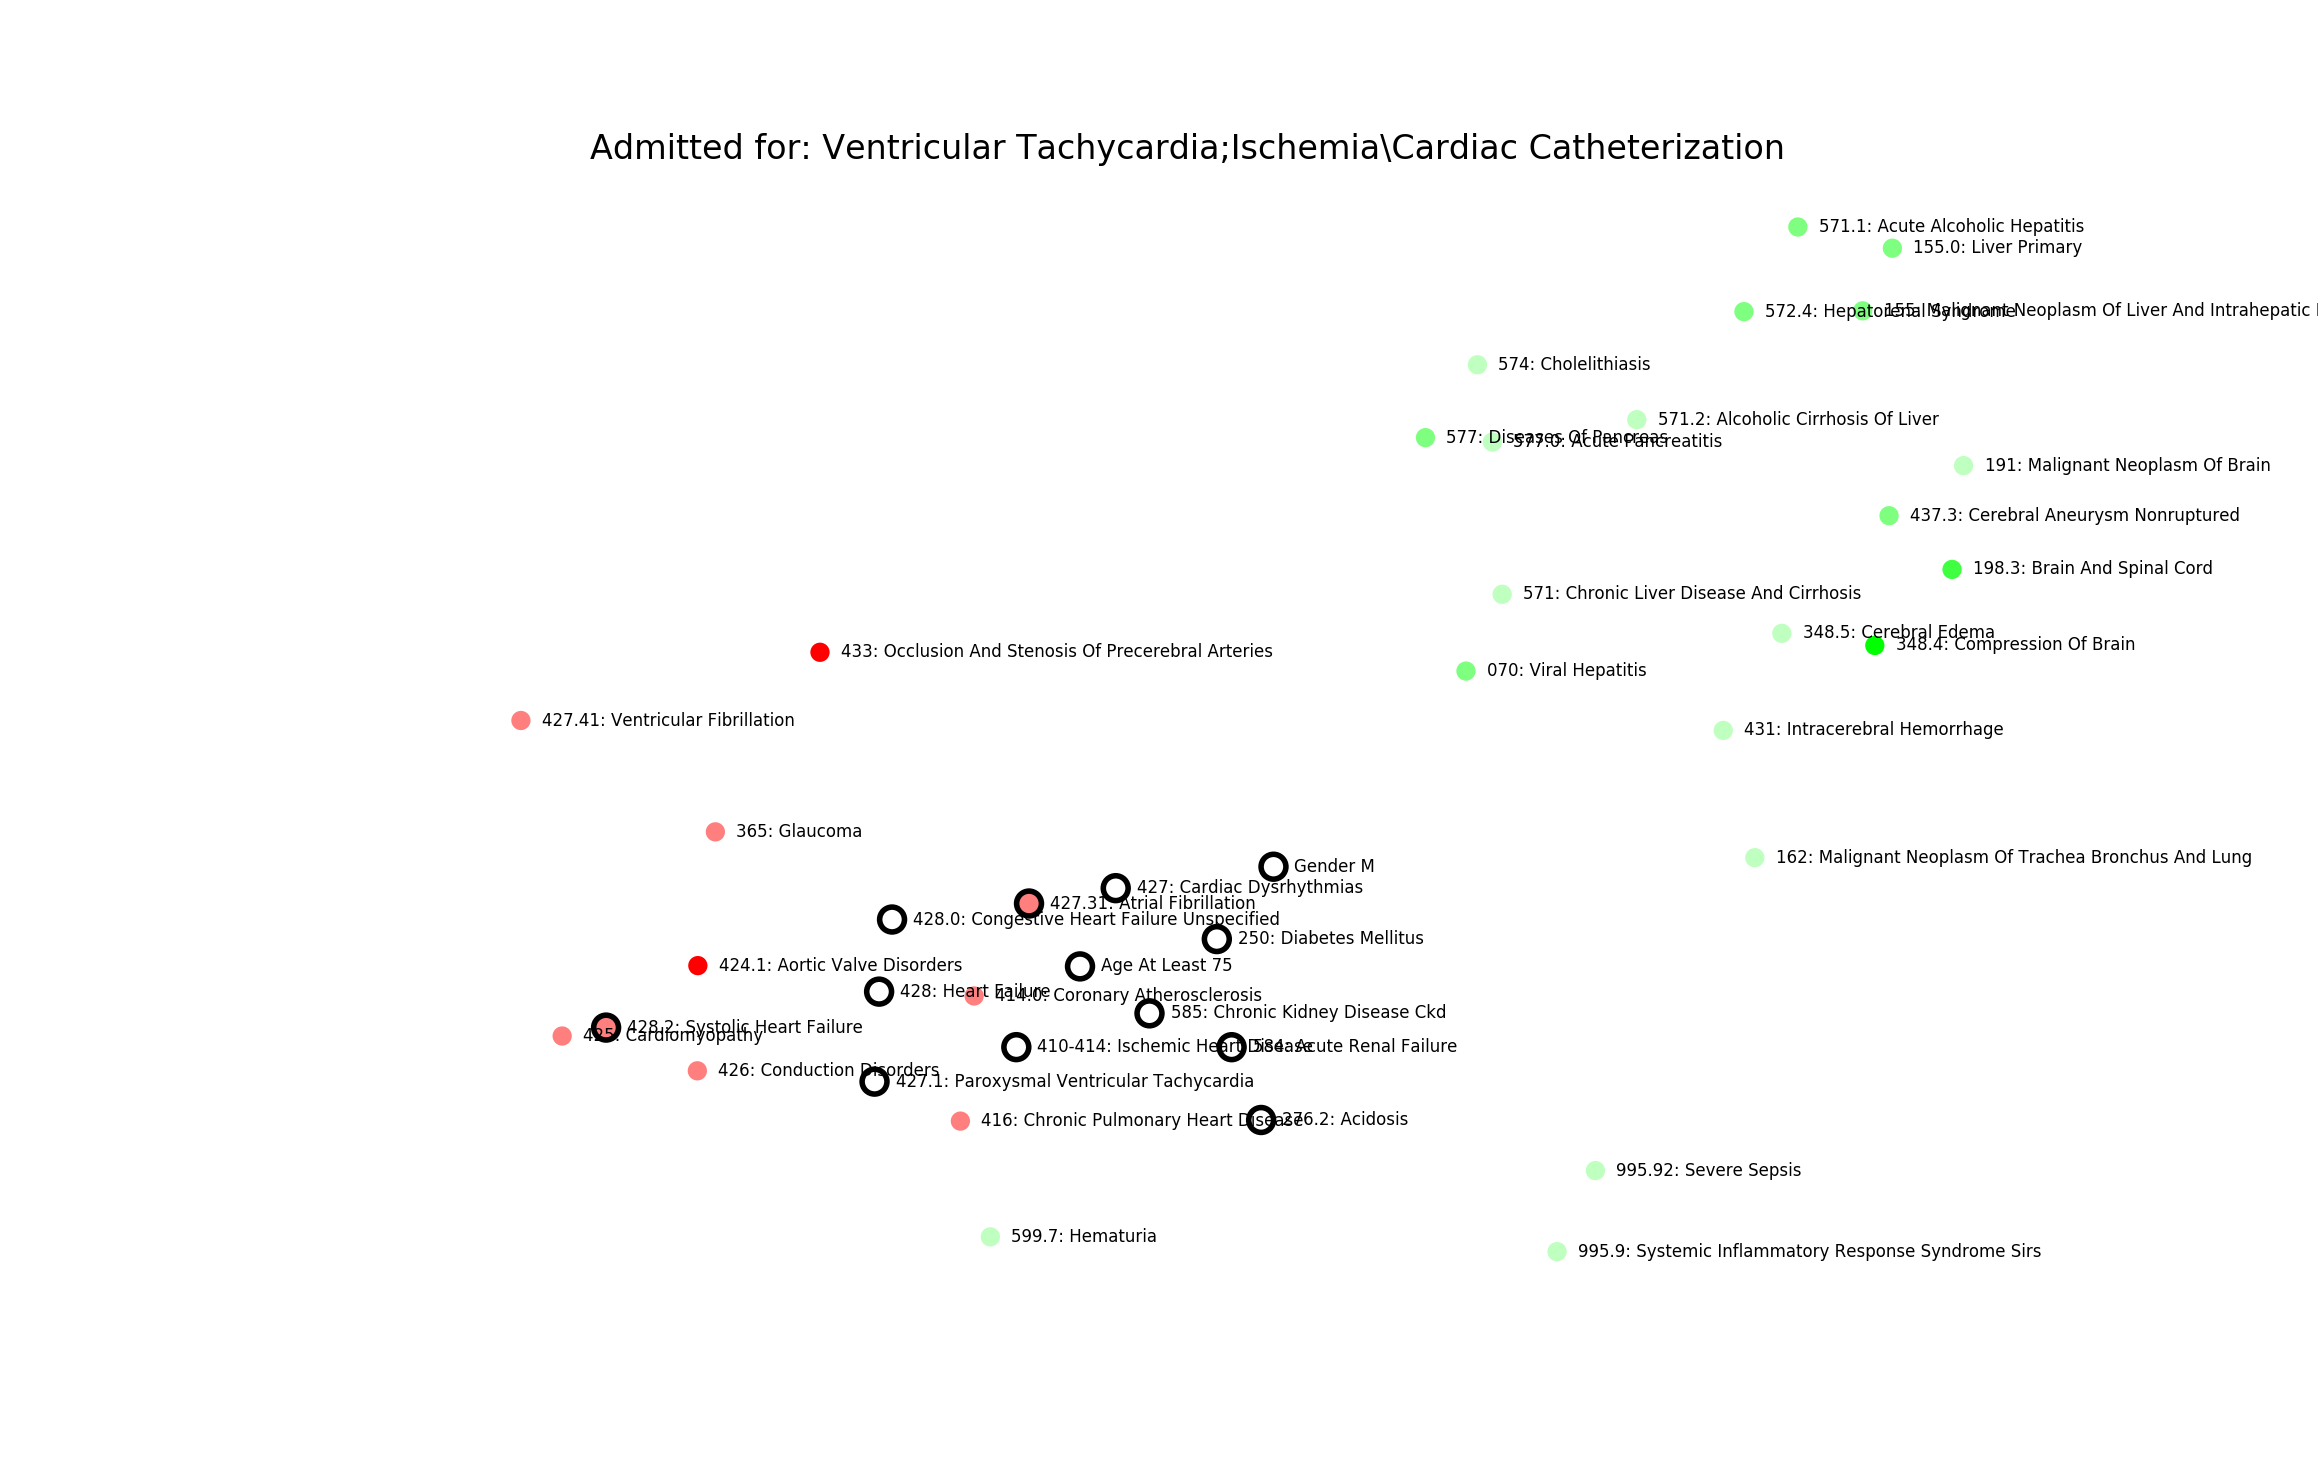 Admitted for: Ventricular Tachycardia;Ischemia\Cardiac Catheterization
571.1: Acute Alcoholic Hepatitis
155.0: Liver Primary
572.4: Hepatorenal Syndrome
155: Malignant Neoplasm Of Liver And Intrahepatic
574: Cholelithiasis
571.2: Alcoholic Cirrhosis Of Liver
577: Diseases Of Pancreas
577.0: Acute Pancreatitis
191: Malignant Neoplasm Of Brain
437.3: Cerebral Aneurysm Nonruptured
198.3: Brain And Spinal Cord
571: Chronic Liver Disease And Cirrhosis
348.5: Cerebral Edema
348.4: Compression Of Brain
433: Occlusion And Stenosis Of Precerebral Arteries
070: Viral Hepatitis
427.41: Ventricular Fibrillation
431: Intracerebral Hemorrhage
365: Glaucoma
162: Malignant Neoplasm Of Trachea Bronchus And Lung
Gender M
427: Cardiac Dysrhythmias
427.31: Atrial Fibrillation
428.0: Congestive Heart Failure Unspecified
250: Diabetes Mellitus
424.1: Aortic Valve Disorders
Age At Least 75
428: Heart Failure
414.0: Coronary Atherosclerosis
585: Chronic Kidney Disease Ckd
428.2: Systolic Heart Failure
425: Cardiomyopathy
410-414: Ischemic Heart Disease
584: Acute Renal Failure
426: Conduction Disorders
427.1: Paroxysmal Ventricular Tachycardia
416: Chronic Pulmonary Heart Disease
276.2: Acidosis
995.92: Severe Sepsis
599.7: Hematuria
995.9: Systemic Inflammatory Response Syndrome Sirs